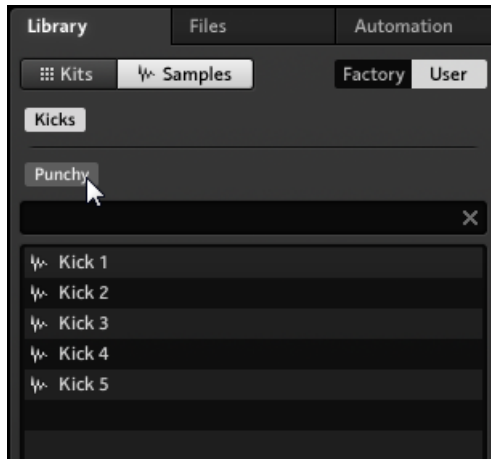 Library Files Automation
Kits Samples Factory User
Kicks
Punchy
Kick 1
Kick 2
Kick 3
Kick 4
Kick 5